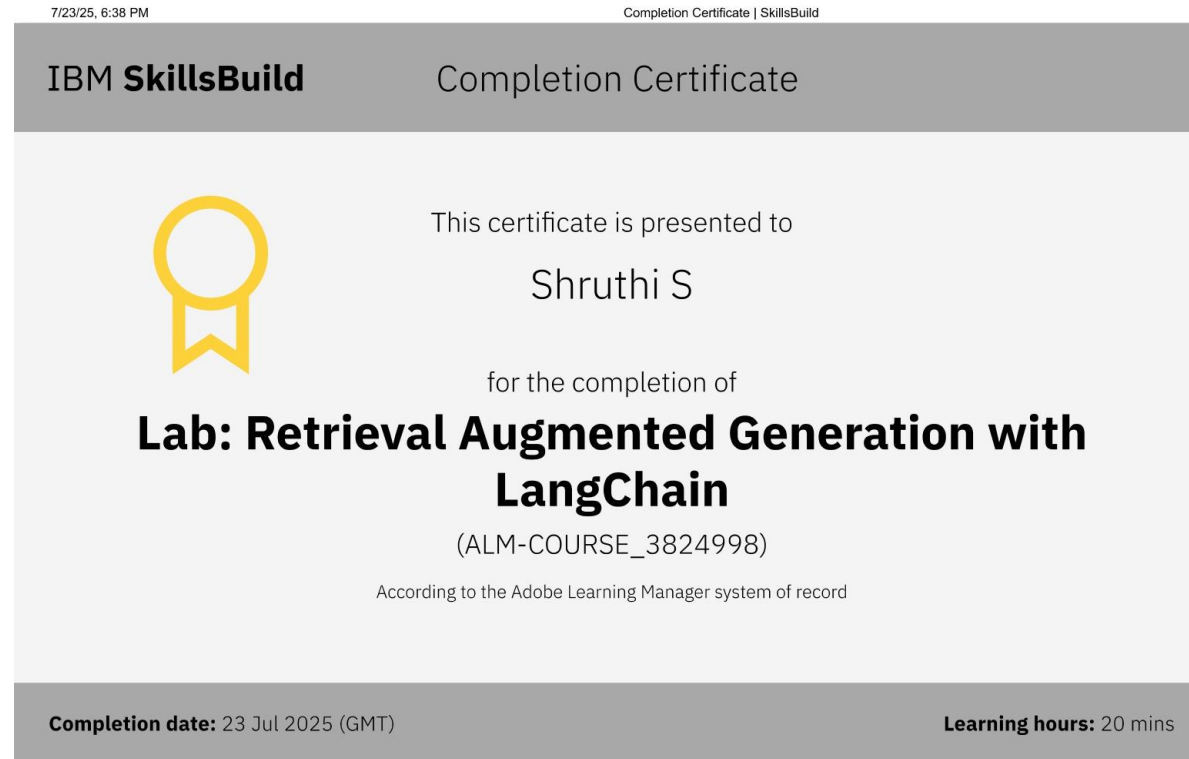 7/23/25, 6:38 PM Completion Certificate | SkillsBuild
IBM SkillsBuild Completion Certificate
This certificate is presented to
Shruthi S
for the completion of
Lab: Retrieval Augmented Generation with
LangChain
(ALM-COURSE_3824998)
According to the Adobe Learning Manager system of record
Completion date: 23 Jul 2025 (GMT) Learning hours: 20 mins